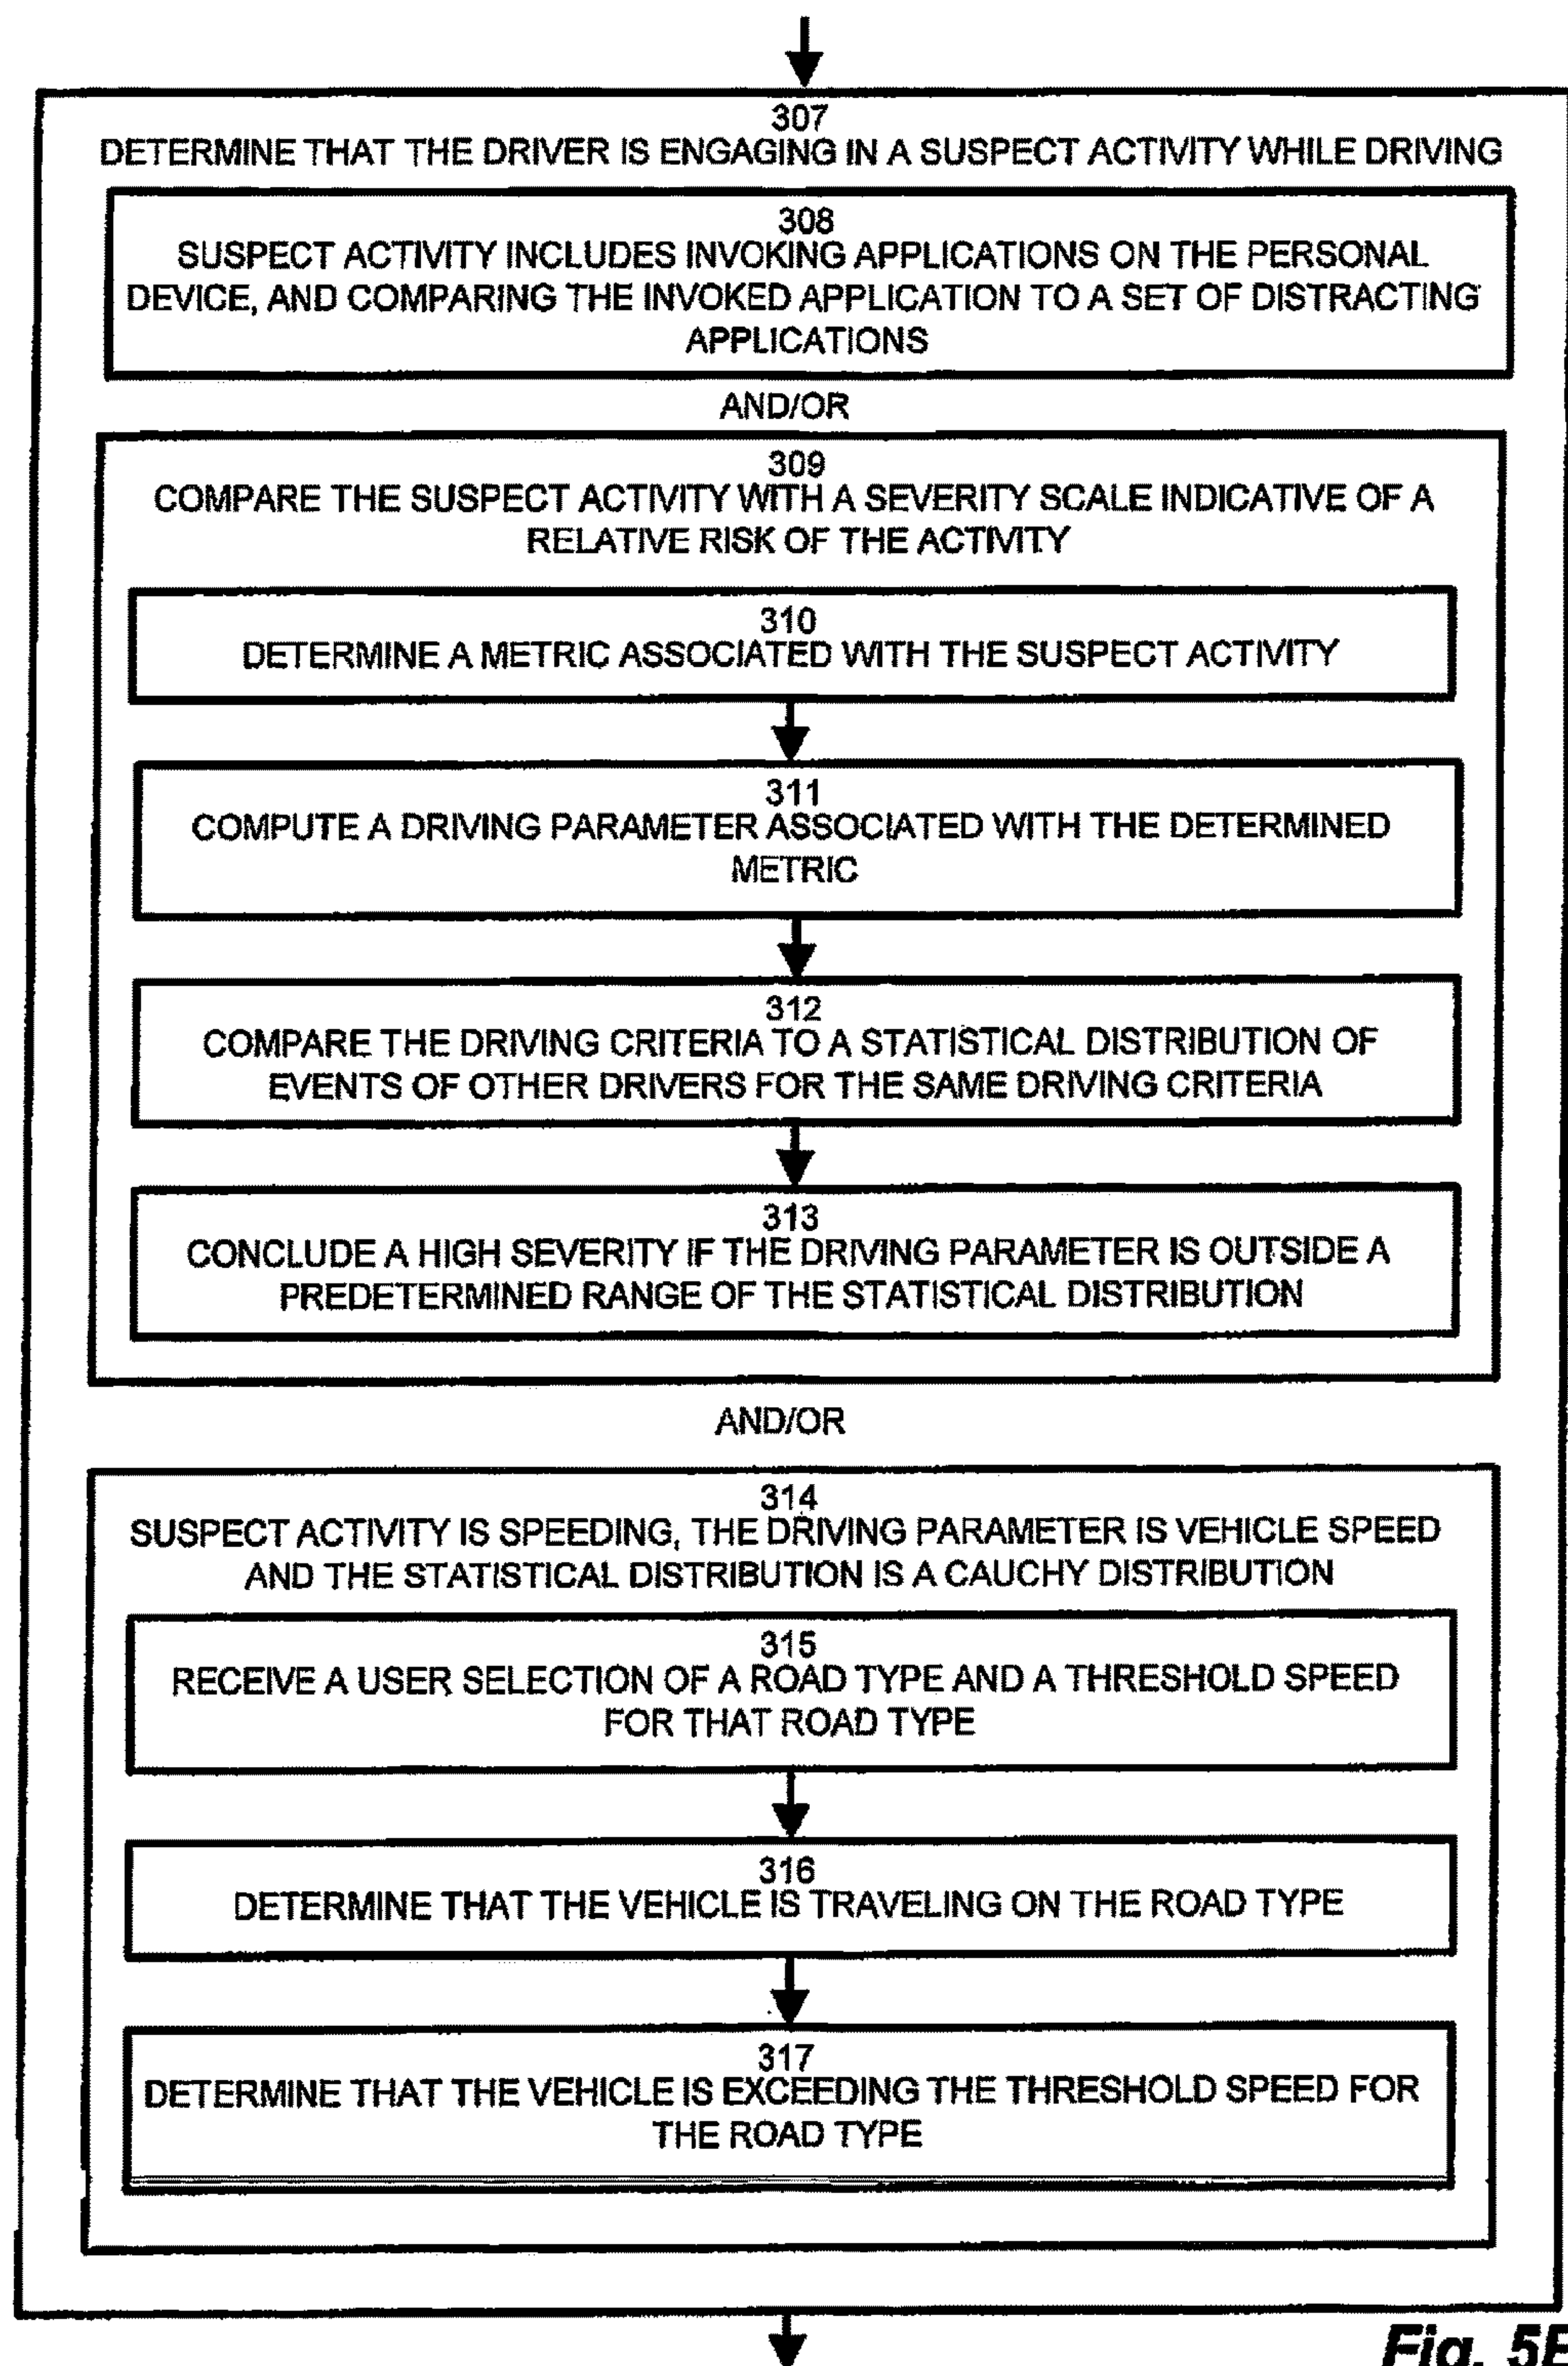 307
DETERMINE THAT THE DRIVER IS ENGAGING IN A SUSPECT ACTIVITY WHILE DRIVING
308
SUSPECT ACTIVITY INCLUDES INVOKING APPLICATIONS ON THE PERSONAL
DEVICE, AND COMPARING THE INVOKED APPLICATION TO A SET OF DISTRACTING
APPLICATIONS
AND/OR
309
COMPARE THE SUSPECT ACTIVITY WITH A SEVERITY SCALE INDICATIVE OF A
RELATIVE RISK OF THE ACTIVITY
310
DETERMINE A METRIC ASSOCIATED WITH THE SUSPECT ACTIVITY
311
COMPUTE A DRIVING PARAMETER ASSOCIATED WITH THE DETERMINED
METRIC
312
COMPARE THE DRIVING CRITERIA TO A STATISTICAL DISTRIBUTION OF
EVENTS OF OTHER DRIVERS FOR THE SAME DRIVING CRITERIA
313
CONCLUDE A HIGH SEVERITY IF THE DRIVING PARAMETER IS OUTSIDE A
PREDETERMINED RANGE OF THE STATISTICAL DISTRIBUTION
AND/OR
314
SUSPECT ACTIVITY IS SPEEDING, THE DRIVING PARAMETER IS VEHICLE SPEED
AND THE STATISTICAL DISTRIBUTION IS A CAUCHY DISTRIBUTION
315
RECEIVE A USER SELECTION OF A ROAD TYPE AND A THRESHOLD SPEED
FOR THAT ROAD TYPE
316
DETERMINE THAT THE VEHICLE IS TRAVELING ON THE ROAD TYPE
317
DETERMINE THAT THE VEHICLE IS EXCEEDING THE THRESHOLD SPEED FOR
THE ROAD TYPE
Fig.